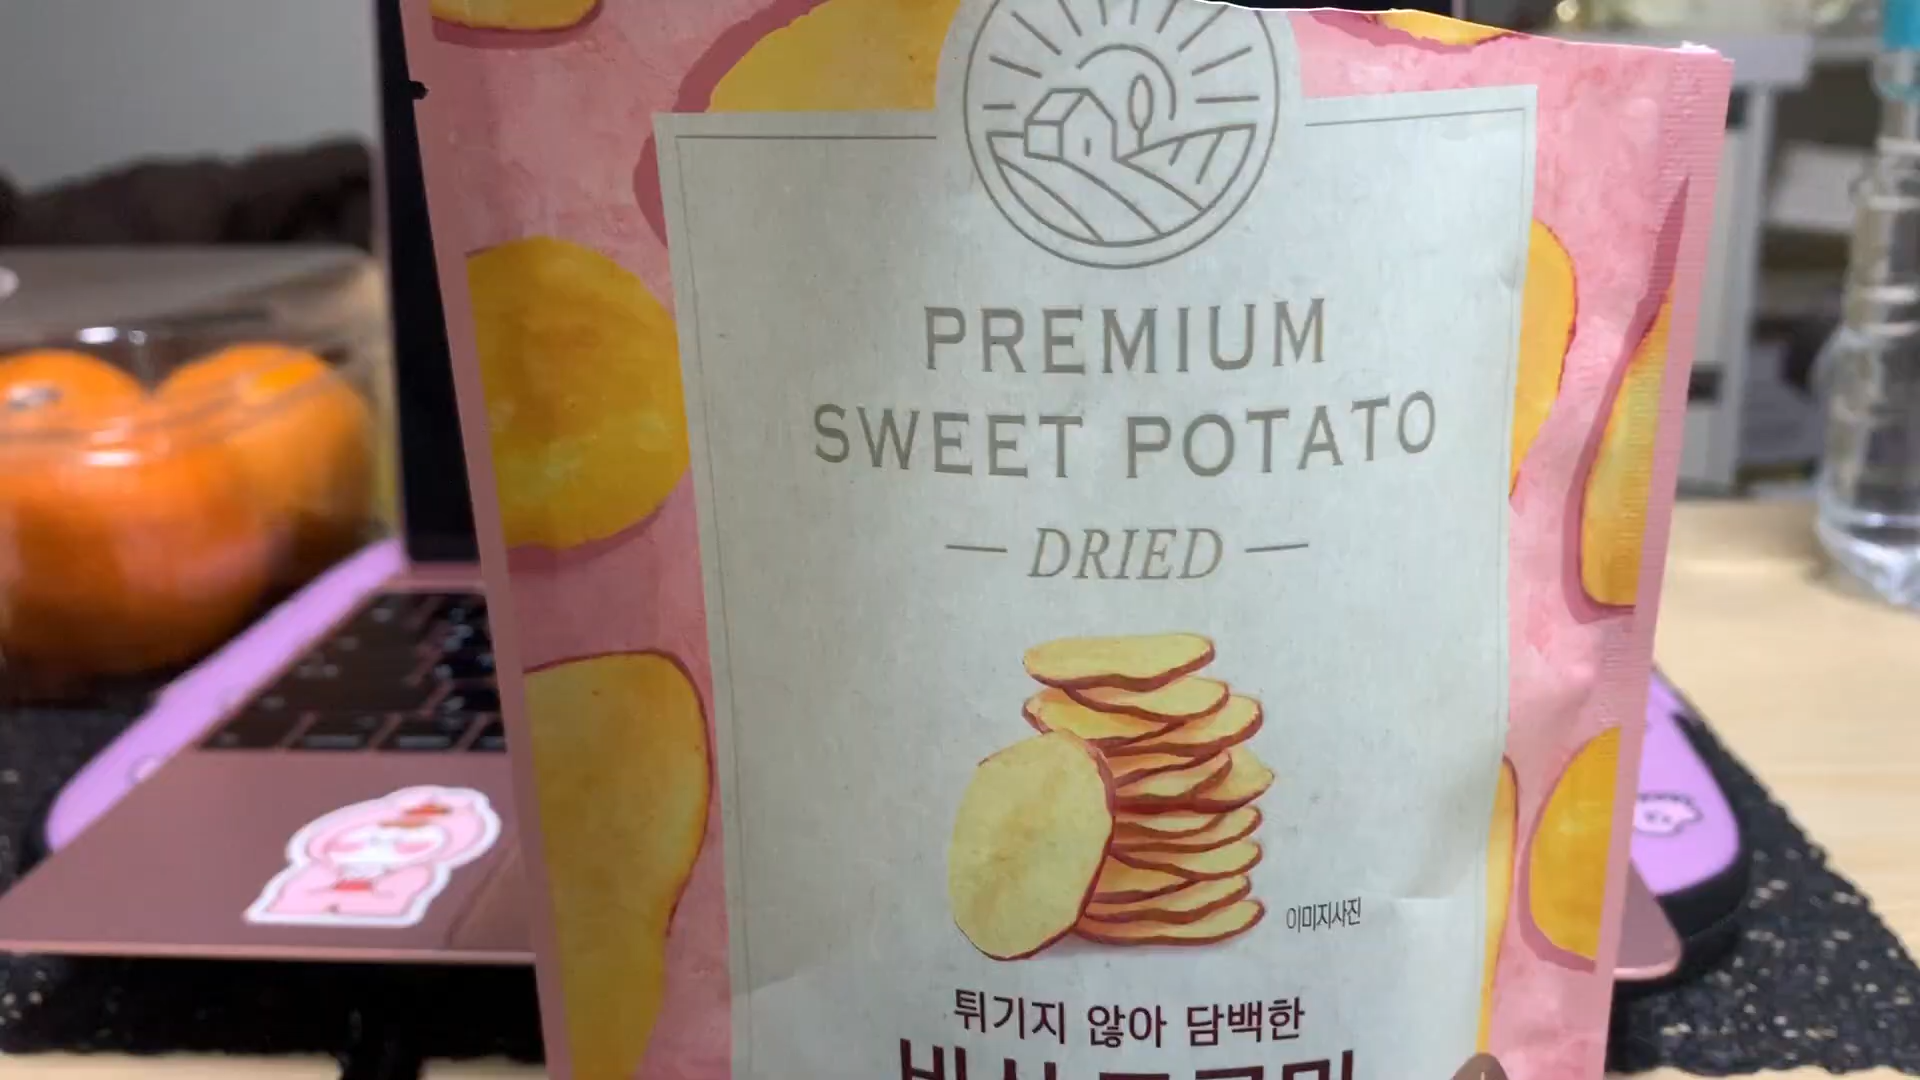 PREMIUM
SWEET POTATO
— DRIED —
이미지사진
튀기지 않아 담백한